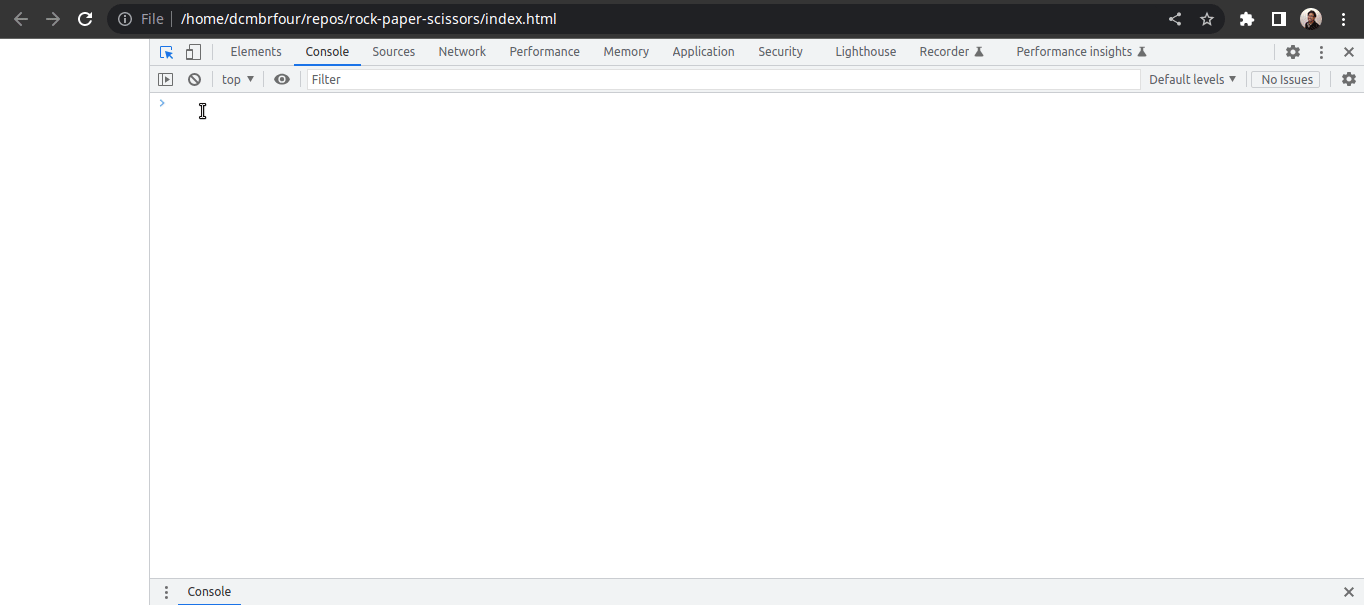 File /home/dcmbrfour/repos/rock-paper-scissors/index.html
Elements Console Sources Network Performance Memory Application Security Lighthouse Recorder Performance insights
top Filter Default levels No Issues
Console